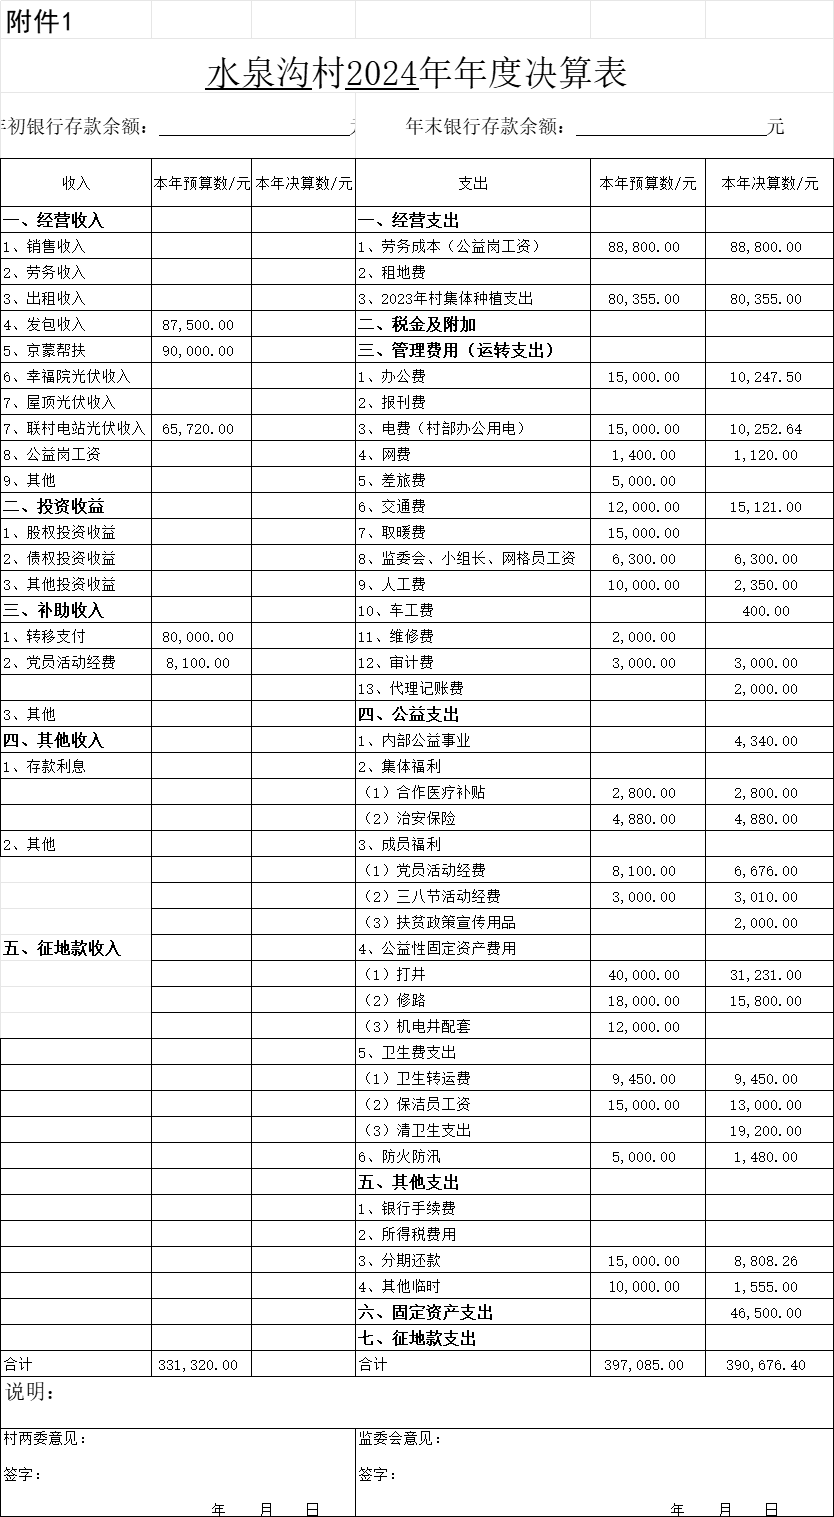 附件1
水泉沟村2024年年度决算表
年初银行存款余额： 年末银行存款余额： 元
收入 本年预算数/元 本年决算数/元 支出 本年预算数/元 本年决算数/元
一、经营收入 一、经营支出
1、销售收入 1、劳务成本（公益岗工资） 88,800.00 88,800.00
2、劳务收入 2、租地费
3、出租收入 3、2023年村集体种植支出 80,355.00 80,355.00
4、发包收入 87,500.00 二、税金及附加
5、京蒙帮扶 90,000.00 三、管理费用（运转支出）
6、幸福院光伏收入 1、办公费 15,000.00 10,247.50
7、屋顶光伏收入 2、报刊费
7、联村电站光伏收入 65,720.00 3、电费（村部办公用电） 15,000.00 10,252.64
8、公益岗工资 4、网费 1,400.00 1,120.00
9、其他 5、差旅费 5,000.00
二、投资收益 6、交通费 12,000.00 15,121.00
1、股权投资收益 7、取暖费 15,000.00
2、债权投资收益 8、监委会、小组长、网格员工资 6,300.00 6,300.00
3、其他投资收益 9、人工费 10,000.00 2,350.00
三、补助收入 10、车工费 400.00
1、转移支付 80,000.00 11、维修费 2,000.00
2、党员活动经费 8,100.00 12、审计费 3,000.00 3,000.00
13、代理记账费 2,000.00
3、其他 四、公益支出
四、其他收入 1、内部公益事业 4,340.00
1、存款利息 2、集体福利
（1）合作医疗补贴 2,800.00 2,800.00
（2）治安保险 4,880.00 4,880.00
2、其他 3、成员福利
（1）党员活动经费 8,100.00 6,676.00
（2）三八节活动经费 3,000.00 3,010.00
（3）扶贫政策宣传用品 2,000.00
五、征地款收入 4、公益性固定资产费用
（1）打井 40,000.00 31,231.00
（2）修路 18,000.00 15,800.00
（3）机电井配套 12,000.00
5、卫生费支出
（1）卫生转运费 9,450.00 9,450.00
（2）保洁员工资 15,000.00 13,000.00
（3）清卫生支出 19,200.00
6、防火防汛 5,000.00 1,480.00
五、其他支出
1、银行手续费
2、所得税费用
3、分期还款 15,000.00 8,808.26
4、其他临时 10,000.00 1,555.00
六、固定资产支出 46,500.00
七、征地款支出
合计 331,320.00 合计 397,085.00 390,676.40
说明：
村两委意见： 监委会意见：
签字： 签字：
年 月 日 年 月 日